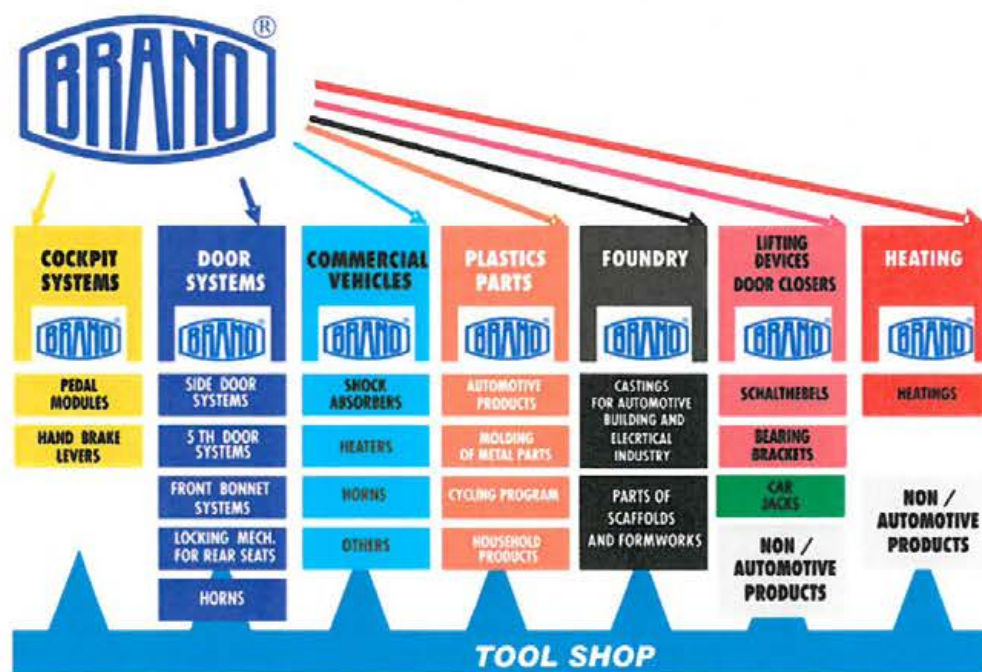 BRANO®
COCKPIT
SYSTEMS
BRANO®
PEDAL
MODULES
HAND BRAKE
LEVERS
DOOR
SYSTEMS
BRANO®
SIDE DOOR
SYSTEMS
5 TH DOOR
SYSTEMS
FRONT BONNET
SYSTEMS
LOCKING MECH.
FOR REAR SEATS
HORNS
COMMERCIAL
VEHICLES
BRANO®
SHOCK
ABSORBERS
HEATERS
HORNS
OTHERS
PLASTICS
PARTS
BRANO®
AUTOMOTIVE
PRODUCTS
MOLDING
OF METAL PARTS
CYCLING PROGRAM
HOUSEHOLD
PRODUCTS
FOUNDRY
BRANO®
CASTINGS
FOR AUTOMOTIVE
BUILDING AND
ELECRTICAL
INDUSTRY
PARTS OF
SCAFFOLDS
AND FORMWORKS
LIFTING
DEVICES
DOOR CLOSERS
BRANO®
SCHALTHEBELS
BEARING
BRACKETS
CAR
JACKS
NON /
AUTOMOTIVE
PRODUCTS
HEATING
BRANO®
HEATINGS
NON /
AUTOMOTIVE
PRODUCTS
TOOL SHOP